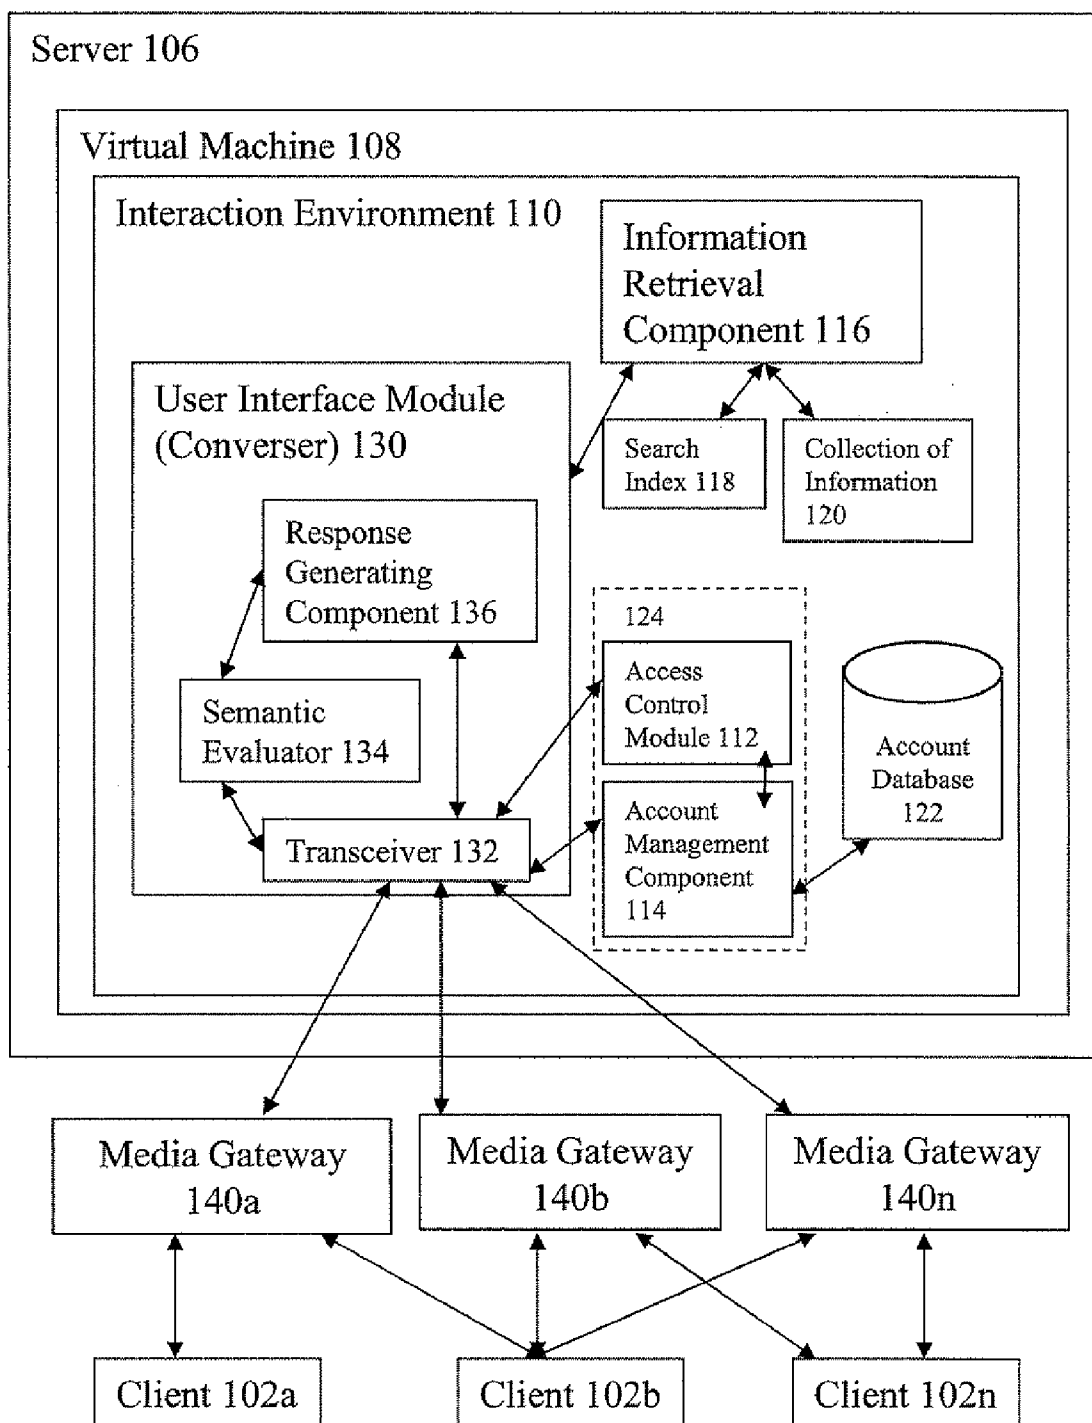 Server 106
Virtual Machine 108
Interaction Environment 110
Information
Retrieval
Component 116
User Interface Module
(Converser) 130
Search
Index 118
Collection of
Information
120
Response
Generating
Component 136
124
Access
Control
Module 112
Semantic
Evaluator 134
Account
Database
122
Account
Management
Component
114
Transceiver 132
Media Gateway
140a
Media Gateway
140b
Media Gateway
140n
Client 102a
Client 102b
Client 102n